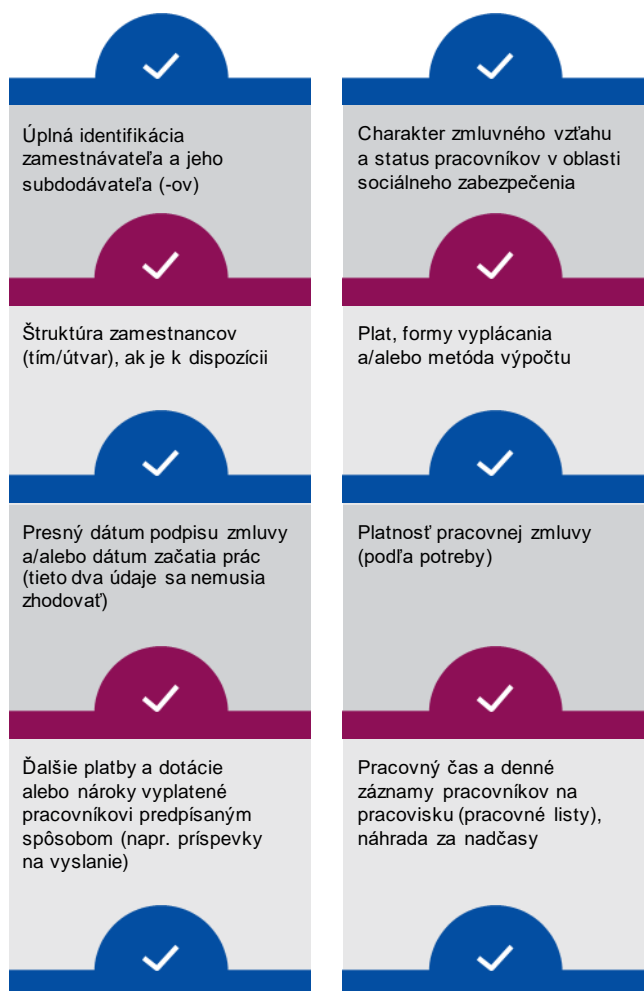 Úplná identifikácia
zamestnávateľa a jeho
subdodávateľa (-ov)
Charakter zmluvného vzťahu
a status pracovníkov v oblasti
sociálneho zabezpečenia
Štruktúra zamestnancov
(tím/útvar), ak je k dispozícii
Plat, formy vyplácania
a/alebo metóda výpočtu
Presný dátum podpisu zmluvy
a/alebo dátum začatia prác
(tieto dva údaje sa nemusia
zhodovať)
Platnosť pracovnej zmluvy
(podľa potreby)
Ďalšie platby a dotácie
alebo nároky vyplatené
pracovníkovi predpísaným
spôsobom (napr. príspevky
na vyslanie)
Pracovný čas a denné
záznamy pracovníkov na
pracovisku (pracovné listy),
náhrada za nadčasy